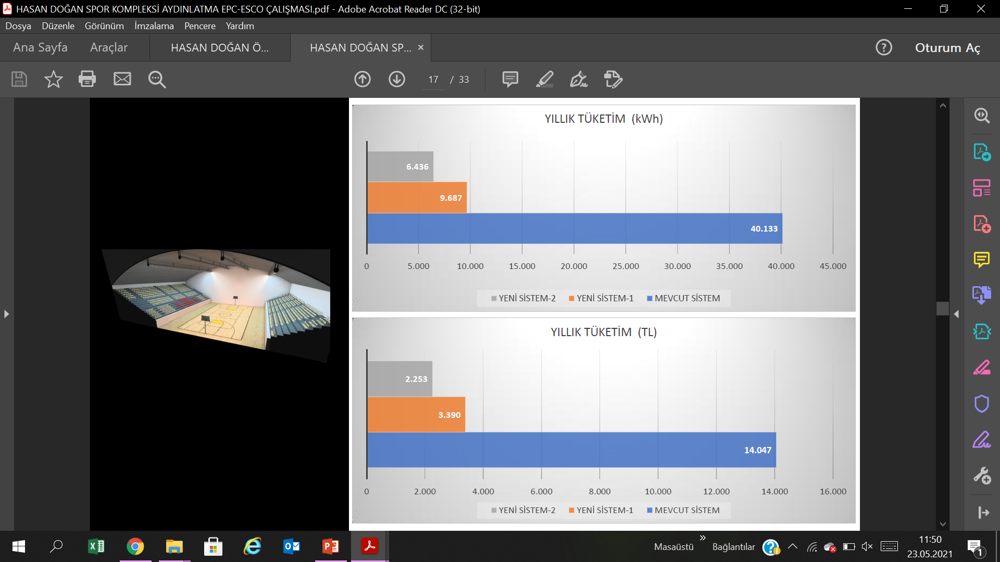 HASAN DOĞAN SPOR KOMPLEKSİ AYDINLATMA EPC-ESCO ÇALIŞMASI.pdf - Adobe Acrobat Reader DC (32-bit)
Dosya Düzenle Görünüm İmzalama Pencere Yardım
Ana Sayfa Araçlar HASAN DOĞAN Ö... HASAN DOĞAN SP... Oturum Aç
17 / 33
YILLIK TÜKETİM (kWh)
6.436
9.687
40.133
0 5.000 10.000 15.000 20.000 25.000 30.000 35.000 40.000 45.000
YENİ SİSTEM-2 YENİ SİSTEM-1 MEVCUT SİSTEM
YILLIK TÜKETİM (TL)
2.253
3.390
14.047
0 2.000 4.000 6.000 8.000 10.000 12.000 14.000 16.000
YENİ SİSTEM-2 YENİ SİSTEM-1 MEVCUT SİSTEM
Masaüstü Bağlantılar
11:50
23.05.2021
1